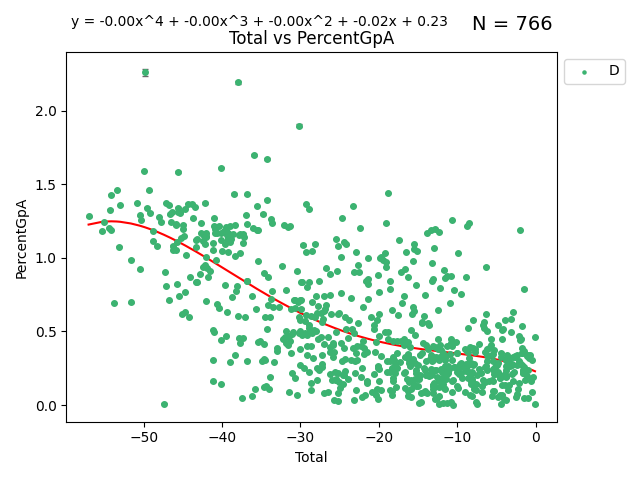 y = -0.00x^4 + -0.00x^3 + -0.00x^2 + -0.02x + 0.23
N = 766
Total vs PercentGpA
D
PercentGpA
2.0
1.5
1.0
0.5
0.0
−50
−40
−30
−20
−10
0
Total